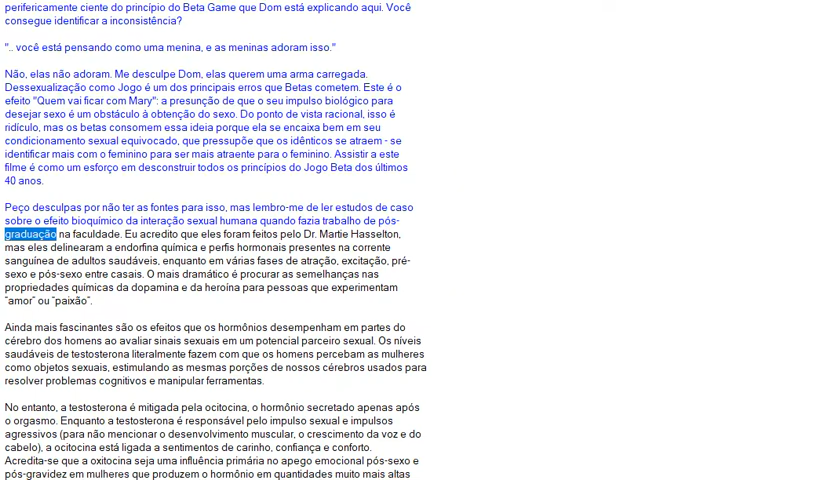 perifericamente ciente do princípio do Beta Game que Dom está explicando aqui. Você
consegue identificar a inconsistência?
".. você está pensando como uma menina, e as meninas adoram isso."
Não, elas não adoram. Me desculpe Dom, elas querem uma arma carregada.
Dessexualização como Jogo é um dos principais erros que Betas cometem. Este é o
efeito "Quem vai ficar com Mary": a presunção de que o seu impulso biológico para
desejar sexo é um obstáculo à obtenção do sexo. Do ponto de vista racional, isso é
ridículo, mas os betas consomem essa ideia porque ela se encaixa bem em seu
condicionamento sexual equivocado, que pressupõe que os idênticos se atraem - se
identificar mais com o feminino para ser mais atraente para o feminino. Assistir a este
filme é como um esforço em desconstruir todos os princípios do Jogo Beta dos últimos
40 anos.
Peço desculpas por não ter as fontes para isso, mas lembro-me de ler estudos de caso
sobre o efeito bioquímico da interação sexual humana quando fazia trabalho de pós-
graduação na faculdade. Eu acredito que eles foram feitos pelo Dr. Martie Hasselton,
mas eles delinearam a endorfina química e perfis hormonais presentes na corrente
sanguínea de adultos saudáveis, enquanto em várias fases de atração, excitação, pré-
sexo e pós-sexo entre casais. O mais dramático é procurar as semelhanças nas
propriedades químicas da dopamina e da heroína para pessoas que experimentam
“amor” ou “paixão”.
Ainda mais fascinantes são os efeitos que os hormônios desempenham em partes do
cérebro dos homens ao avaliar sinais sexuais em um potencial parceiro sexual. Os níveis
saudáveis de testosterona literalmente fazem com que os homens percebam as mulheres
como objetos sexuais, estimulando as mesmas porções de nossos cérebros usados para
resolver problemas cognitivos e manipular ferramentas.
No entanto, a testosterona é mitigada pela ocitocina, o hormônio secretado apenas após
o orgasmo. Enquanto a testosterona é responsável pelo impulso sexual e impulsos
agressivos (para não mencionar o desenvolvimento muscular, o crescimento da voz e do
cabelo), a ocitocina está ligada a sentimentos de carinho, confiança e conforto.
Acredita-se que a oxitocina seja uma influência primária no apego emocional pós-sexo e
pós-gravidez em mulheres que produzem o hormônio em quantidades muito mais altas